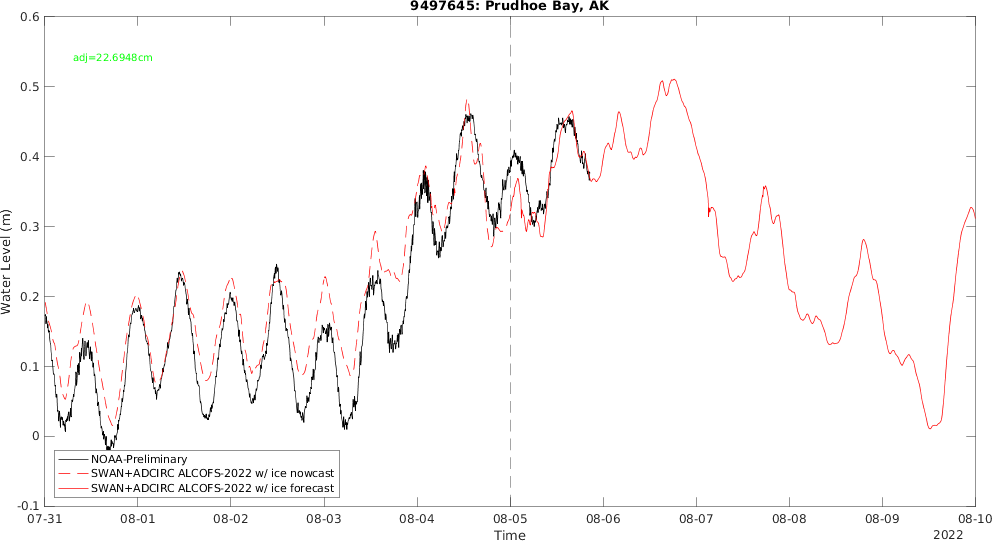 9497645: Prudhoe Bay, AK
0.6
adj=22.6948cm
0.5
0.4
0.3
0.2
0.1
0
-0.1
Water Level (m)
NOAA-Preliminary
SWAN+ADCIRC ALCOFS-2022 w/ ice nowcast
SWAN+ADCIRC ALCOFS-2022 w/ ice forecast
07-31 08-01 08-02 08-03 08-04 08-05 08-06 08-07 08-08 08-09 08-10
Time
2022